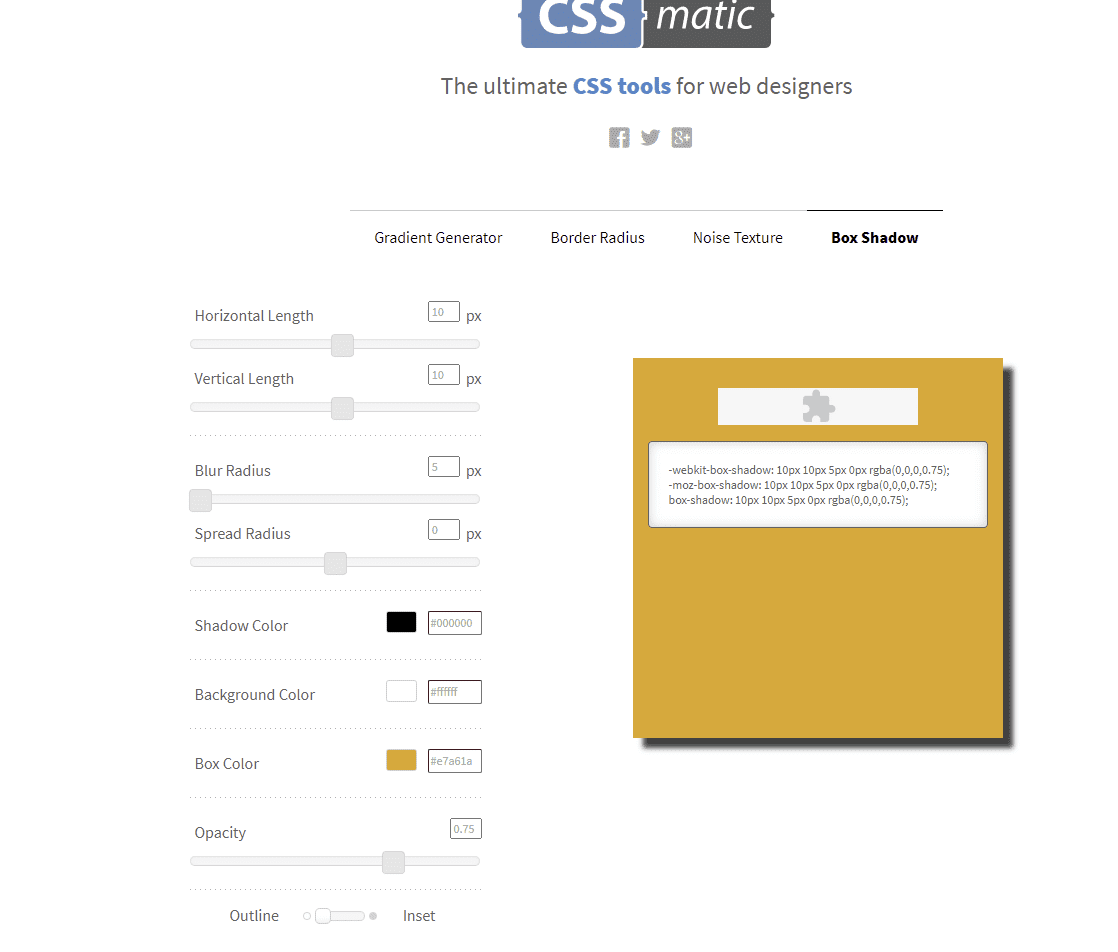 CSS matic
The ultimate CSS tools for web designers
Gradient Generator Border Radius Noise Texture Box Shadow
Horizontal Length 10 px
Vertical Length 10 px
Blur Radius 5 px
Spread Radius 0 px
Shadow Color #000000
Background Color #ffffff
Box Color #e7a61a
Opacity 0.75
Outline Inset
-webkit-box-shadow: 10px 10px 5px 0px rgba(0,0,0,0.75);
-moz-box-shadow: 10px 10px 5px 0px rgba(0,0,0,0.75);
box-shadow: 10px 10px 5px 0px rgba(0,0,0,0.75);